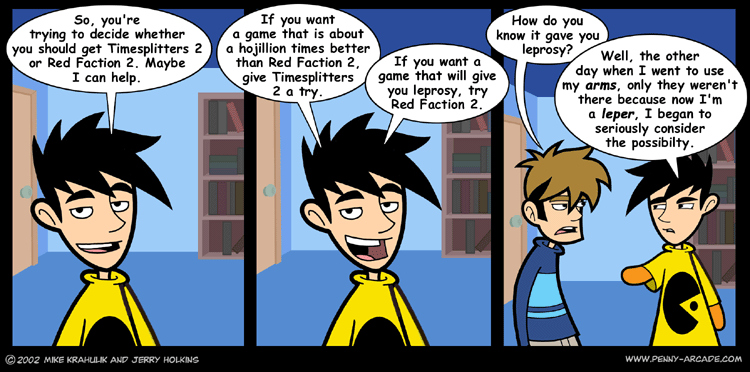 So, you're
trying to decide whether
you should get Timesplitters 2
or Red Faction 2. Maybe
I can help.
If you want
a game that is about
a hojillion times better
than Red Faction 2,
give Timesplitters
2 a try.
If you want a
game that will give
you leprosy, try
Red Faction 2.
How do you
know it gave you
leprosy?
Well, the other
day when I went to use
my arms, only they weren't
there because now I'm
a leper, I began to
seriously consider
the possibilty.
©2002 MIKE KRAHULIK AND JERRY HOLKINS
WWW.PENNY-ARCADE.COM